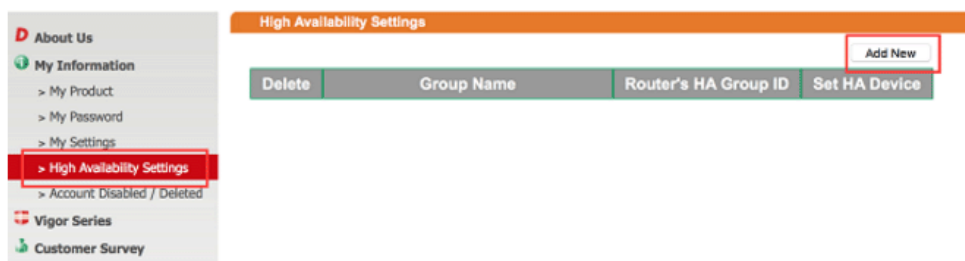 D About Us
My Information
> My Product
> My Password
> My Settings
> High Availability Settings
> Account Disabled / Deleted
Vigor Series
Customer Survey
High Availability Settings
Add New
Delete Group Name Router's HA Group ID Set HA Device